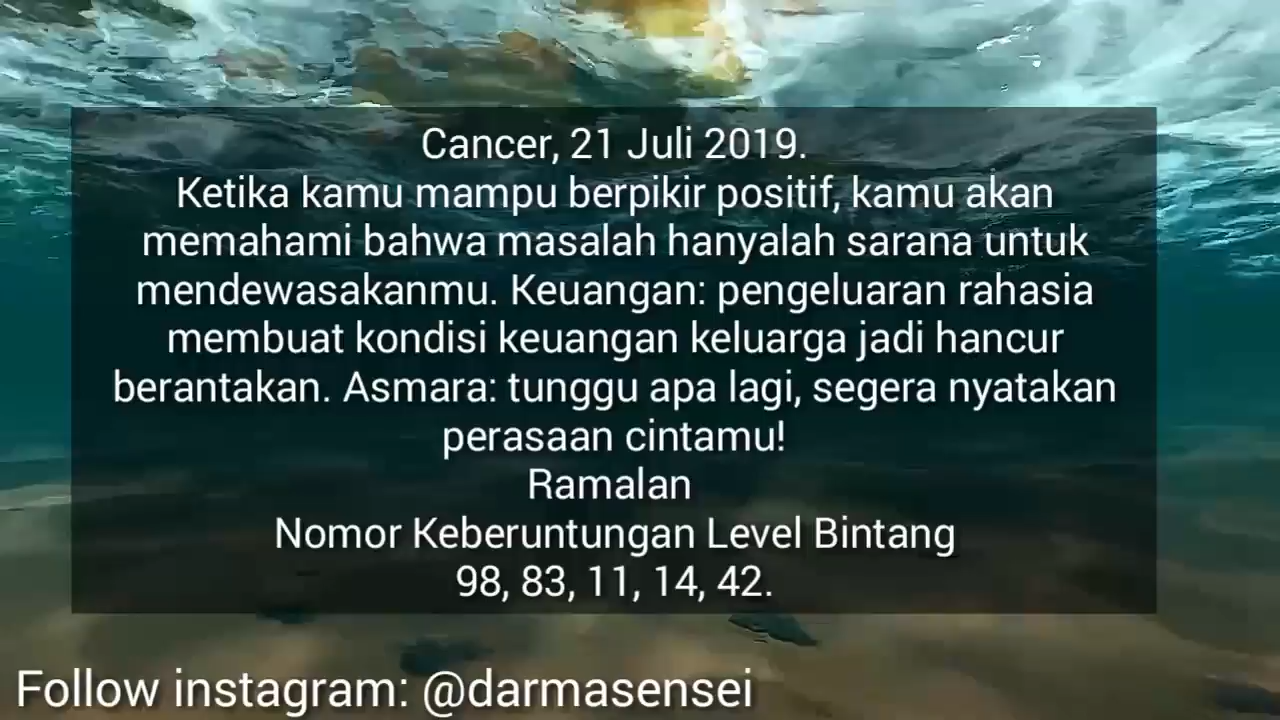 Cancer, 21 Juli 2019.
Ketika kamu mampu berpikir positif, kamu akan
memahami bahwa masalah hanyalah sarana untuk
mendewasakanmu. Keuangan: pengeluaran rahasia
membuat kondisi keuangan keluarga jadi hancur
berantakan. Asmara: tunggu apa lagi, segera nyatakan
perasaan cintamu!
Ramalan
Nomor Keberuntungan Level Bintang
98, 83, 11, 14, 42.
Follow instagram: @darmasensei